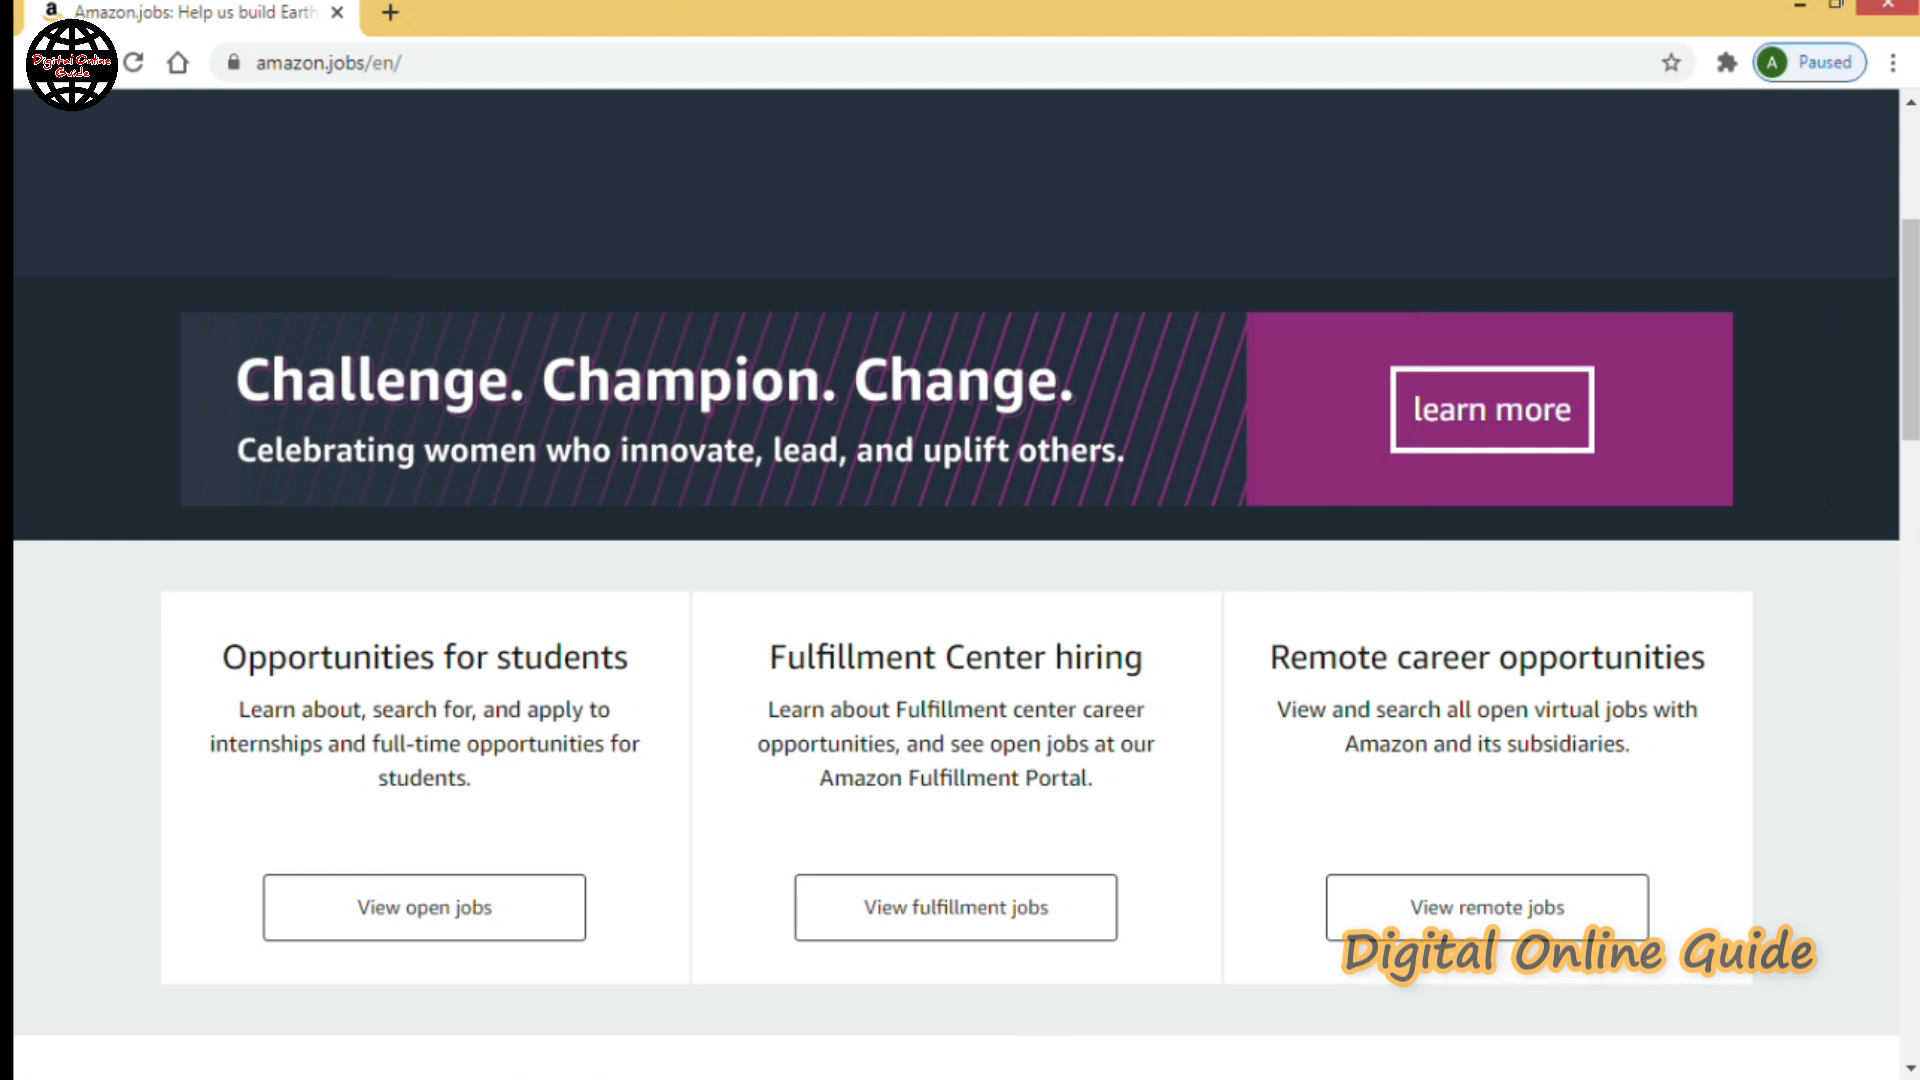 Amazon.jobs: Help us build Earth
Digital Online
Guide
amazon.jobs/en/
A Paused
Challenge. Champion. Change.
Celebrating women who innovate, lead, and uplift others.
learn more
Opportunities for students
Learn about, search for, and apply to
internships and full-time opportunities for
students.
View open jobs
Fulfillment Center hiring
Learn about Fulfillment center career
opportunities, and see open jobs at our
Amazon Fulfillment Portal.
View fulfillment jobs
Remote career opportunities
View and search all open virtual jobs with
Amazon and its subsidiaries.
View remote jobs
Digital Online Guide